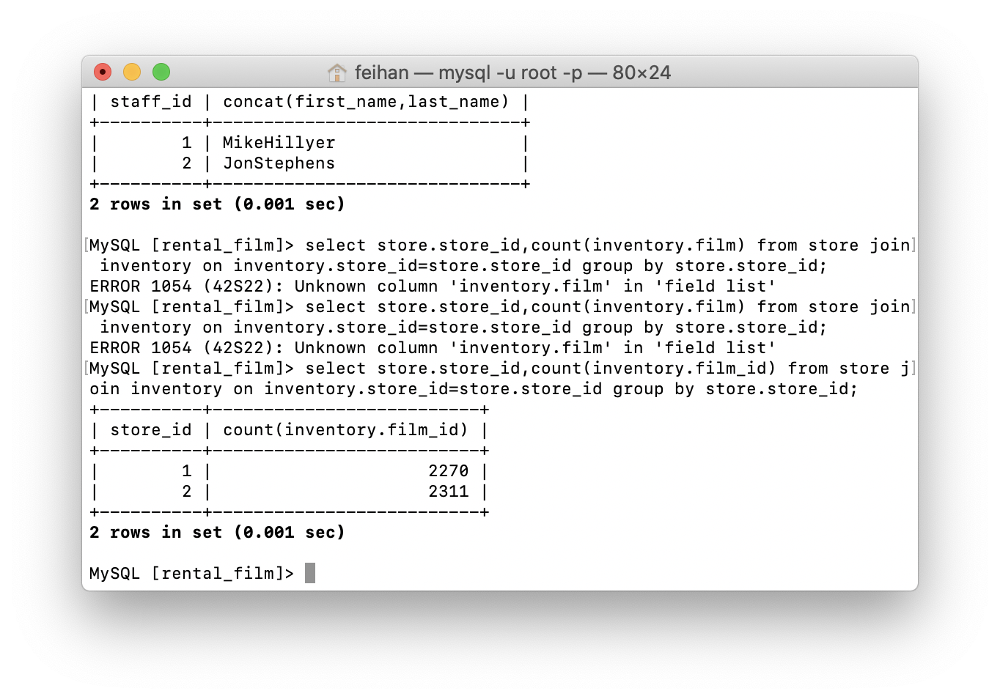 feihan — mysql -u root -p — 80×24
| staff_id | concat(first_name,last_name) |
+----------+------------------------------+
|        1 | MikeHillyer                  |
|        2 | JonStephens                  |
+----------+------------------------------+
2 rows in set (0.001 sec)
[MySQL [rental_film]> select store.store_id,count(inventory.film) from store join]
 inventory on inventory.store_id=store.store_id group by store.store_id;
ERROR 1054 (42S22): Unknown column 'inventory.film' in 'field list'
[MySQL [rental_film]> select store.store_id,count(inventory.film) from store join]
 inventory on inventory.store_id=store.store_id group by store.store_id;
ERROR 1054 (42S22): Unknown column 'inventory.film' in 'field list'
[MySQL [rental_film]> select store.store_id,count(inventory.film_id) from store j]
oin inventory on inventory.store_id=store.store_id group by store.store_id;
+----------+--------------------------+
| store_id | count(inventory.film_id) |
+----------+--------------------------+
|        1 |                     2270 |
|        2 |                     2311 |
+----------+--------------------------+
2 rows in set (0.001 sec)
MySQL [rental_film]>